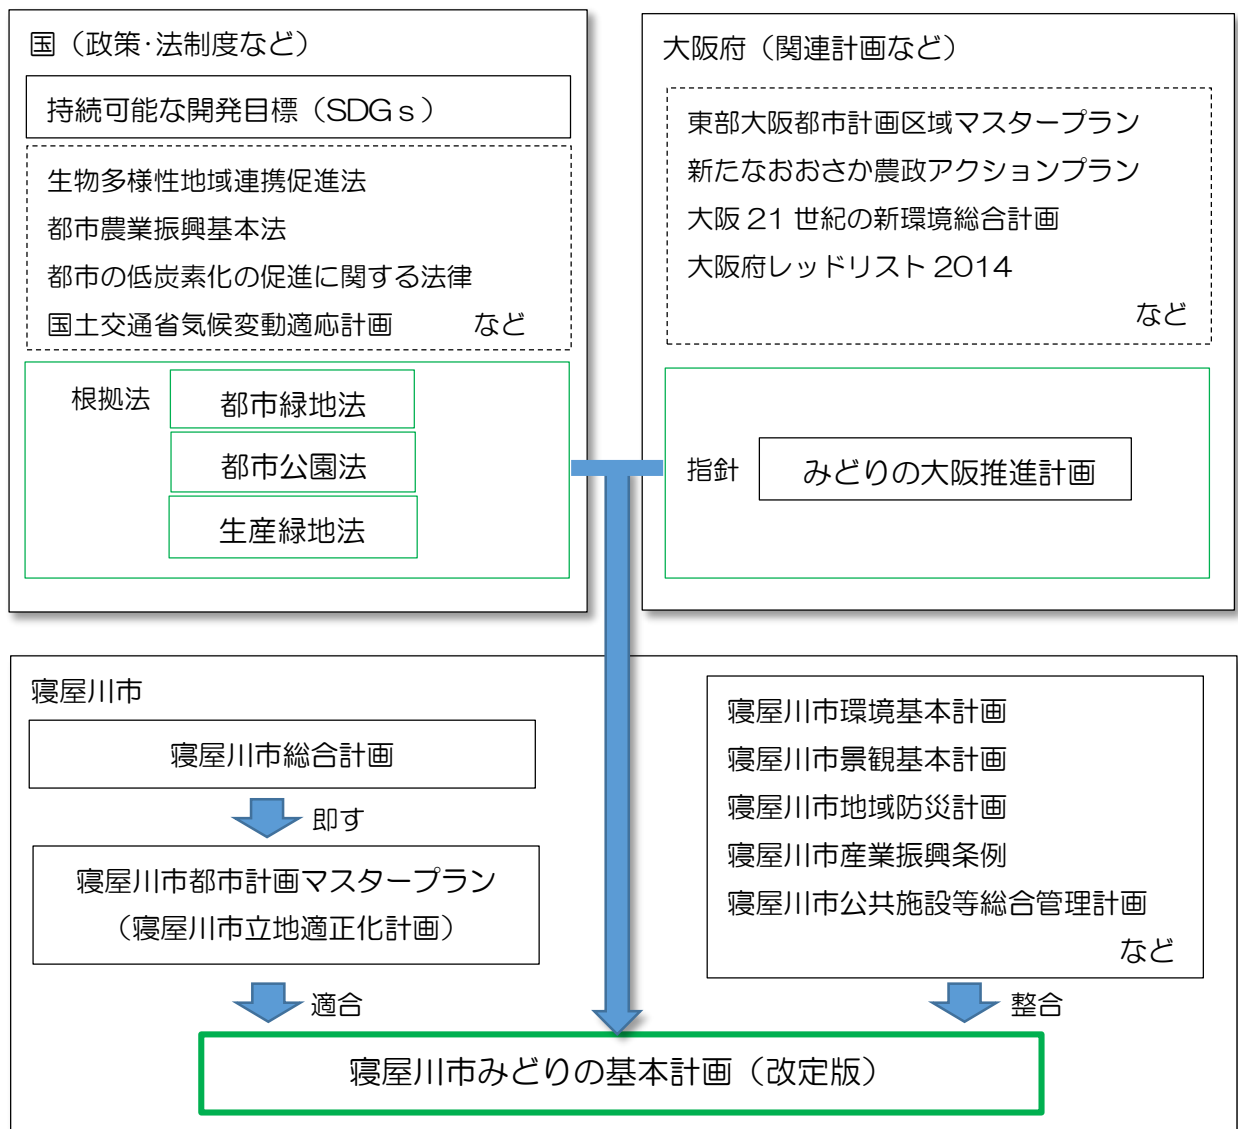 国（政策･法制度など）
持続可能な開発目標（SDGｓ）
生物多様性地域連携促進法
都市農業振興基本法
都市の低炭素化の促進に関する法律
国土交通省気候変動適応計画　　　など
根拠法
都市緑地法
都市公園法
生産緑地法
大阪府（関連計画など）
東部大阪都市計画区域マスタープラン
新たなおおさか農政アクションプラン
大阪 21 世紀の新環境総合計画
大阪府レッドリスト 2014
など
指針
みどりの大阪推進計画
寝屋川市
寝屋川市総合計画
即す
寝屋川市都市計画マスタープラン
（寝屋川市立地適正化計画）
適合
寝屋川市環境基本計画
寝屋川市景観基本計画
寝屋川市地域防災計画
寝屋川市産業振興条例
寝屋川市公共施設等総合管理計画
など
整合
寝屋川市みどりの基本計画（改定版）